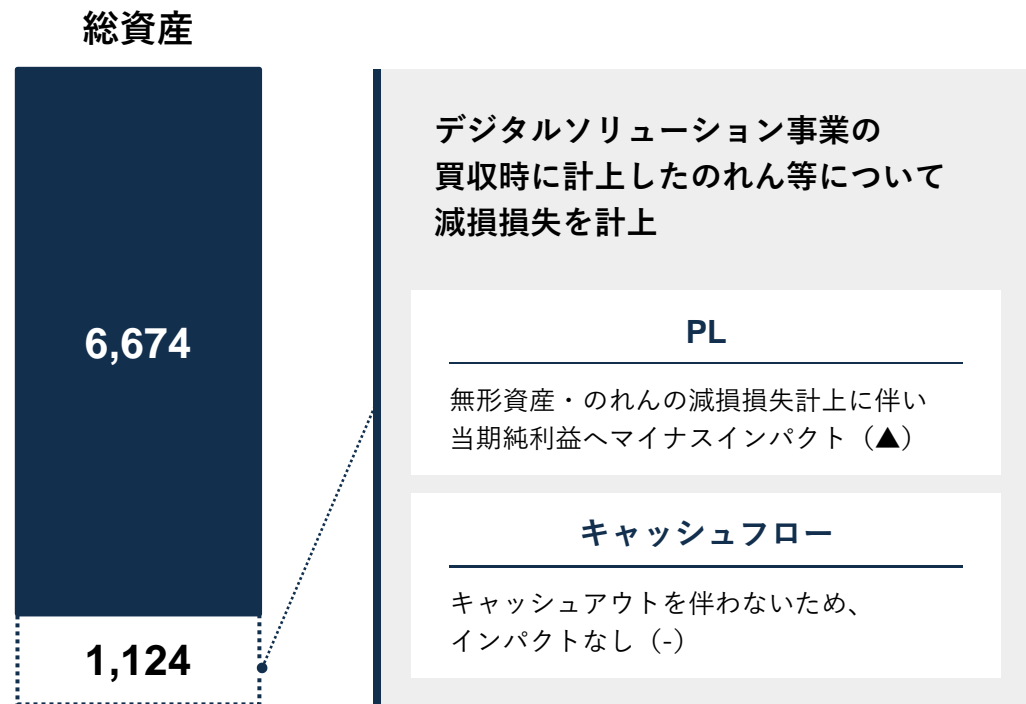 総資産
6,674
1,124
デジタルソリューション事業の
買収時に計上したのれん等について
減損損失を計上
PL
無形資産・のれんの減損損失計上に伴い
当期純利益へマイナスインパクト（▲）
キャッシュフロー
キャッシュアウトを伴わないため、
インパクトなし（-）